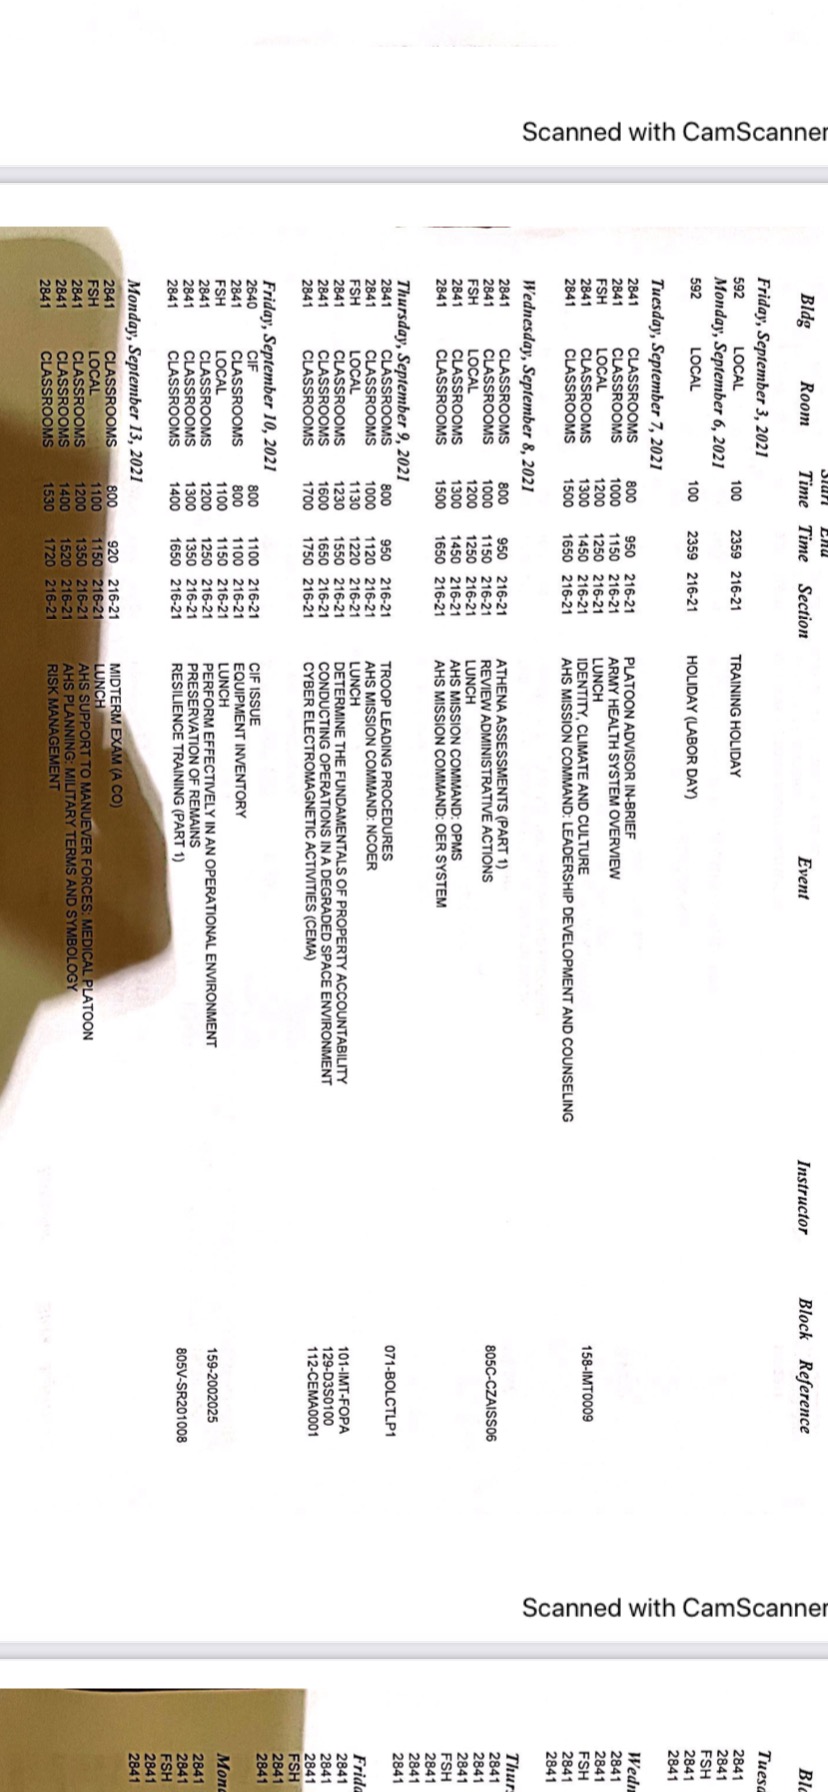 Scanned with CamScanner
Start End
Bldg Room Time Time Section Event Instructor Block Reference
Friday, September 3, 2021
592 LOCAL 100 2359 216-21 TRAINING HOLIDAY
Monday, September 6, 2021
592 LOCAL 100 2359 216-21 HOLIDAY (LABOR DAY)
Tuesday, September 7, 2021
2841 CLASSROOMS 800 950 216-21 PLATOON ADVISOR IN-BRIEF
2841 CLASSROOMS 1000 1150 216-21 ARMY HEALTH SYSTEM OVERVIEW
FSH LOCAL 1200 1250 216-21 LUNCH
2841 CLASSROOMS 1300 1450 216-21 IDENTITY, CLIMATE AND CULTURE 158-IMT0009
2841 CLASSROOMS 1500 1650 216-21 AHS MISSION COMMAND: LEADERSHIP DEVELOPMENT AND COUNSELING
Wednesday, September 8, 2021
2841 CLASSROOMS 800 950 216-21 ATHENA ASSESSMENTS (PART 1)
2841 CLASSROOMS 1000 1150 216-21 REVIEW ADMINISTRATIVE ACTIONS 805C-CZAISS06
FSH LOCAL 1200 1250 216-21 LUNCH
2841 CLASSROOMS 1300 1450 216-21 AHS MISSION COMMAND: OPMS
2841 CLASSROOMS 1500 1650 216-21 AHS MISSION COMMAND: OER SYSTEM
Thursday, September 9, 2021
2841 CLASSROOMS 800 950 216-21 TROOP LEADING PROCEDURES 071-BOLCTLP1
2841 CLASSROOMS 1000 1120 216-21 AHS MISSION COMMAND: NCOER
FSH LOCAL 1130 1220 216-21 LUNCH
2841 CLASSROOMS 1230 1550 216-21 DETERMINE THE FUNDAMENTALS OF PROPERTY ACCOUNTABILITY 101-IMT-FOPA
2841 CLASSROOMS 1600 1650 216-21 CONDUCTING OPERATIONS IN A DEGRADED SPACE ENVIRONMENT 129-D3S0100
2841 CLASSROOMS 1700 1750 216-21 CYBER ELECTROMAGNETIC ACTIVITIES (CEMA) 112-CEMA0001
Friday, September 10, 2021
2640 CIF 800 1100 216-21 CIF ISSUE
2841 CLASSROOMS 800 1100 216-21 EQUIPMENT INVENTORY
FSH LOCAL 1100 1150 216-21 LUNCH
2841 CLASSROOMS 1200 1250 216-21 PERFORM EFFECTIVELY IN AN OPERATIONAL ENVIRONMENT 159-2002025
2841 CLASSROOMS 1300 1350 216-21 PRESERVATION OF REMAINS
2841 CLASSROOMS 1400 1650 216-21 RESILIENCE TRAINING (PART 1) 805V-SR201008
Monday, September 13, 2021
2841 CLASSROOMS 800 920 216-21 MIDTERM EXAM (A CO)
FSH LOCAL 1100 1150 216-21 LUNCH
2841 CLASSROOMS 1200 1350 216-21 AHS SUPPORT TO MANUEVER FORCES: MEDICAL PLATOON
2841 CLASSROOMS 1400 1520 216-21 AHS PLANNING: MILITARY TERMS AND SYMBOLOGY
2841 CLASSROOMS 1530 1720 216-21 RISK MANAGEMENT
Scanned with CamScanner
Tuesd
2841
2841
FSH
2841
2841
Wedn
2841
2841
FSH
2841
2841
Thur
2841
2841
2841
FSH
2841
2841
2841
Frida
2841
2841
2841
FSH
2841
2841
Mon
2841
2841
FSH
2841
2841